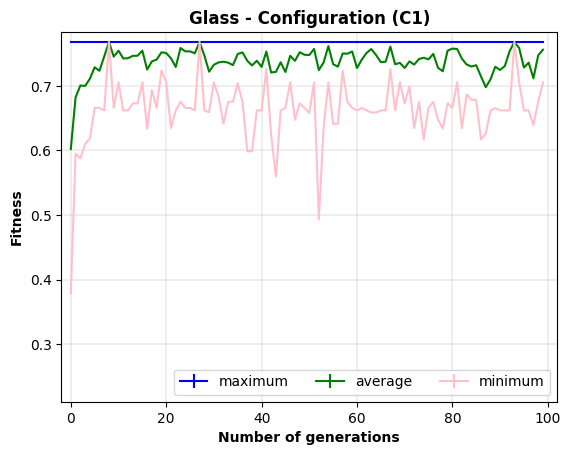 Glass - Configuration (C1)
Fitness
0.7
0.6
0.5
0.4
0.3
maximum average minimum
0 20 40 60 80 100
Number of generations